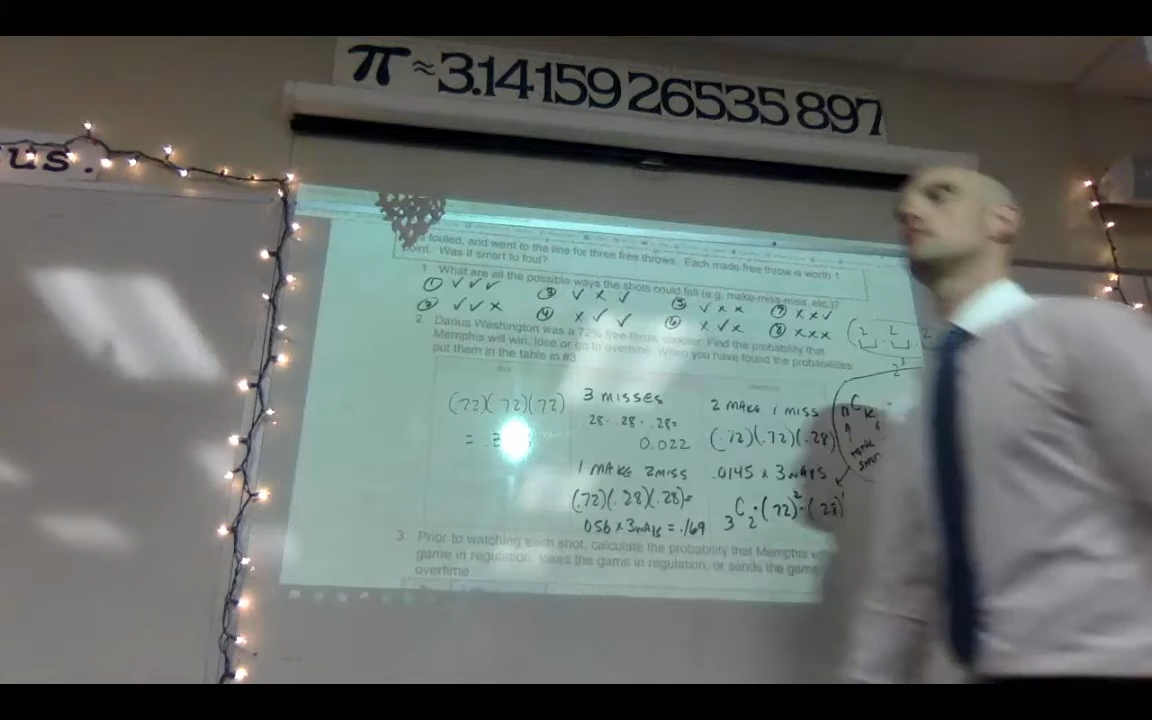 π ≈ 3.14159 26535 897
us.
fouled, and went to the line for three free throws. Each made free throw is worth 1
point. Was it smart to foul?
1. What are all the possible ways the shots could fall (e.g. make-miss-miss, etc.)?
① ✓✓✓ ③ ✓ x ✓ ⑤ ✓ x x ⑦ x x ✓
② ✓ ✓ x ④ x ✓ ✓ ⑥ x ✓ x ⑧ x x x
2 · 2 · 2
2³
2. Darius Washington was a 72% free-throw shooter. Find the probability that
Memphis will win, lose or go to overtime. When you have found the probabilities
put them in the table in #3
(.72)(.72)(.72)
=
3 MISSES
.28 · .28 · .28=
0.022
1 MAKE 2 MISS
(.72)(.28)(.28)=
.056 x 3 WAYS = .169
2 MAKE 1 MISS
(.72)(.72)(.28)
.0145 x 3 WAYS
₃C₂ · (.72)² · (.28)¹
nCk
3. Prior to watching each shot, calculate the probability that Memphis
game in regulation, loses the game in regulation, or sends the game
overtime